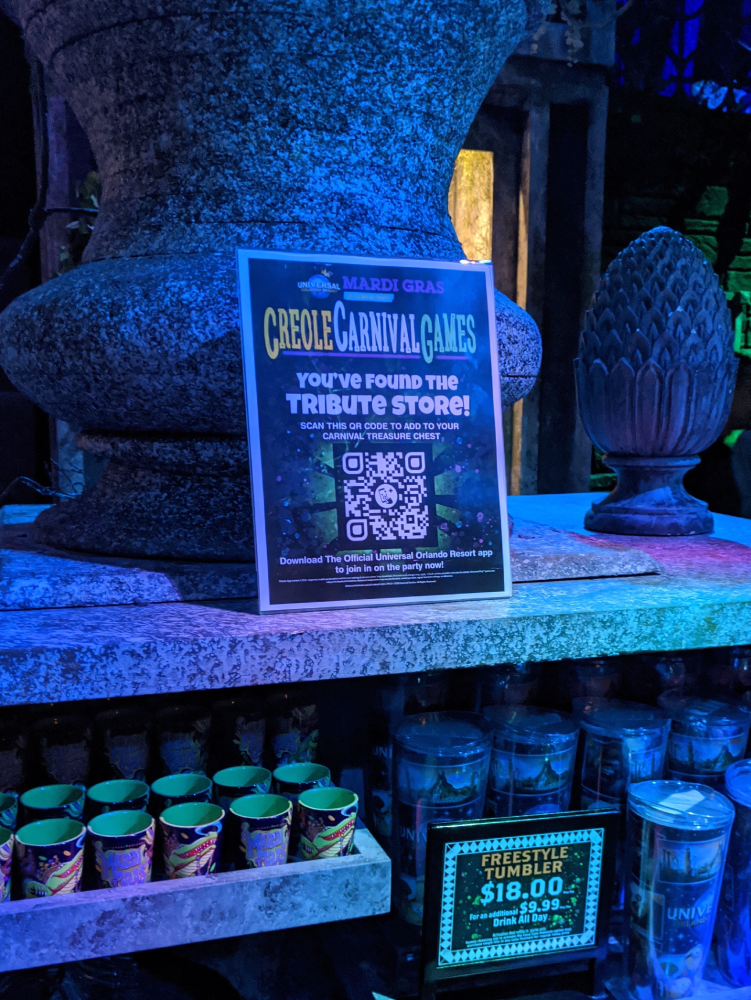 UNIVERSAL
MARDI GRAS
CREOLE CARNIVAL GAMES
YOU'VE FOUND THE
TRIBUTE STORE!
SCAN THIS QR CODE TO ADD TO YOUR
CARNIVAL TREASURE CHEST
Download The Official Universal Orlando Resort app
to join in on the party now!
FREESTYLE
TUMBLER
$18.00
For an additional $9.99
Drink All Day
UNIVE